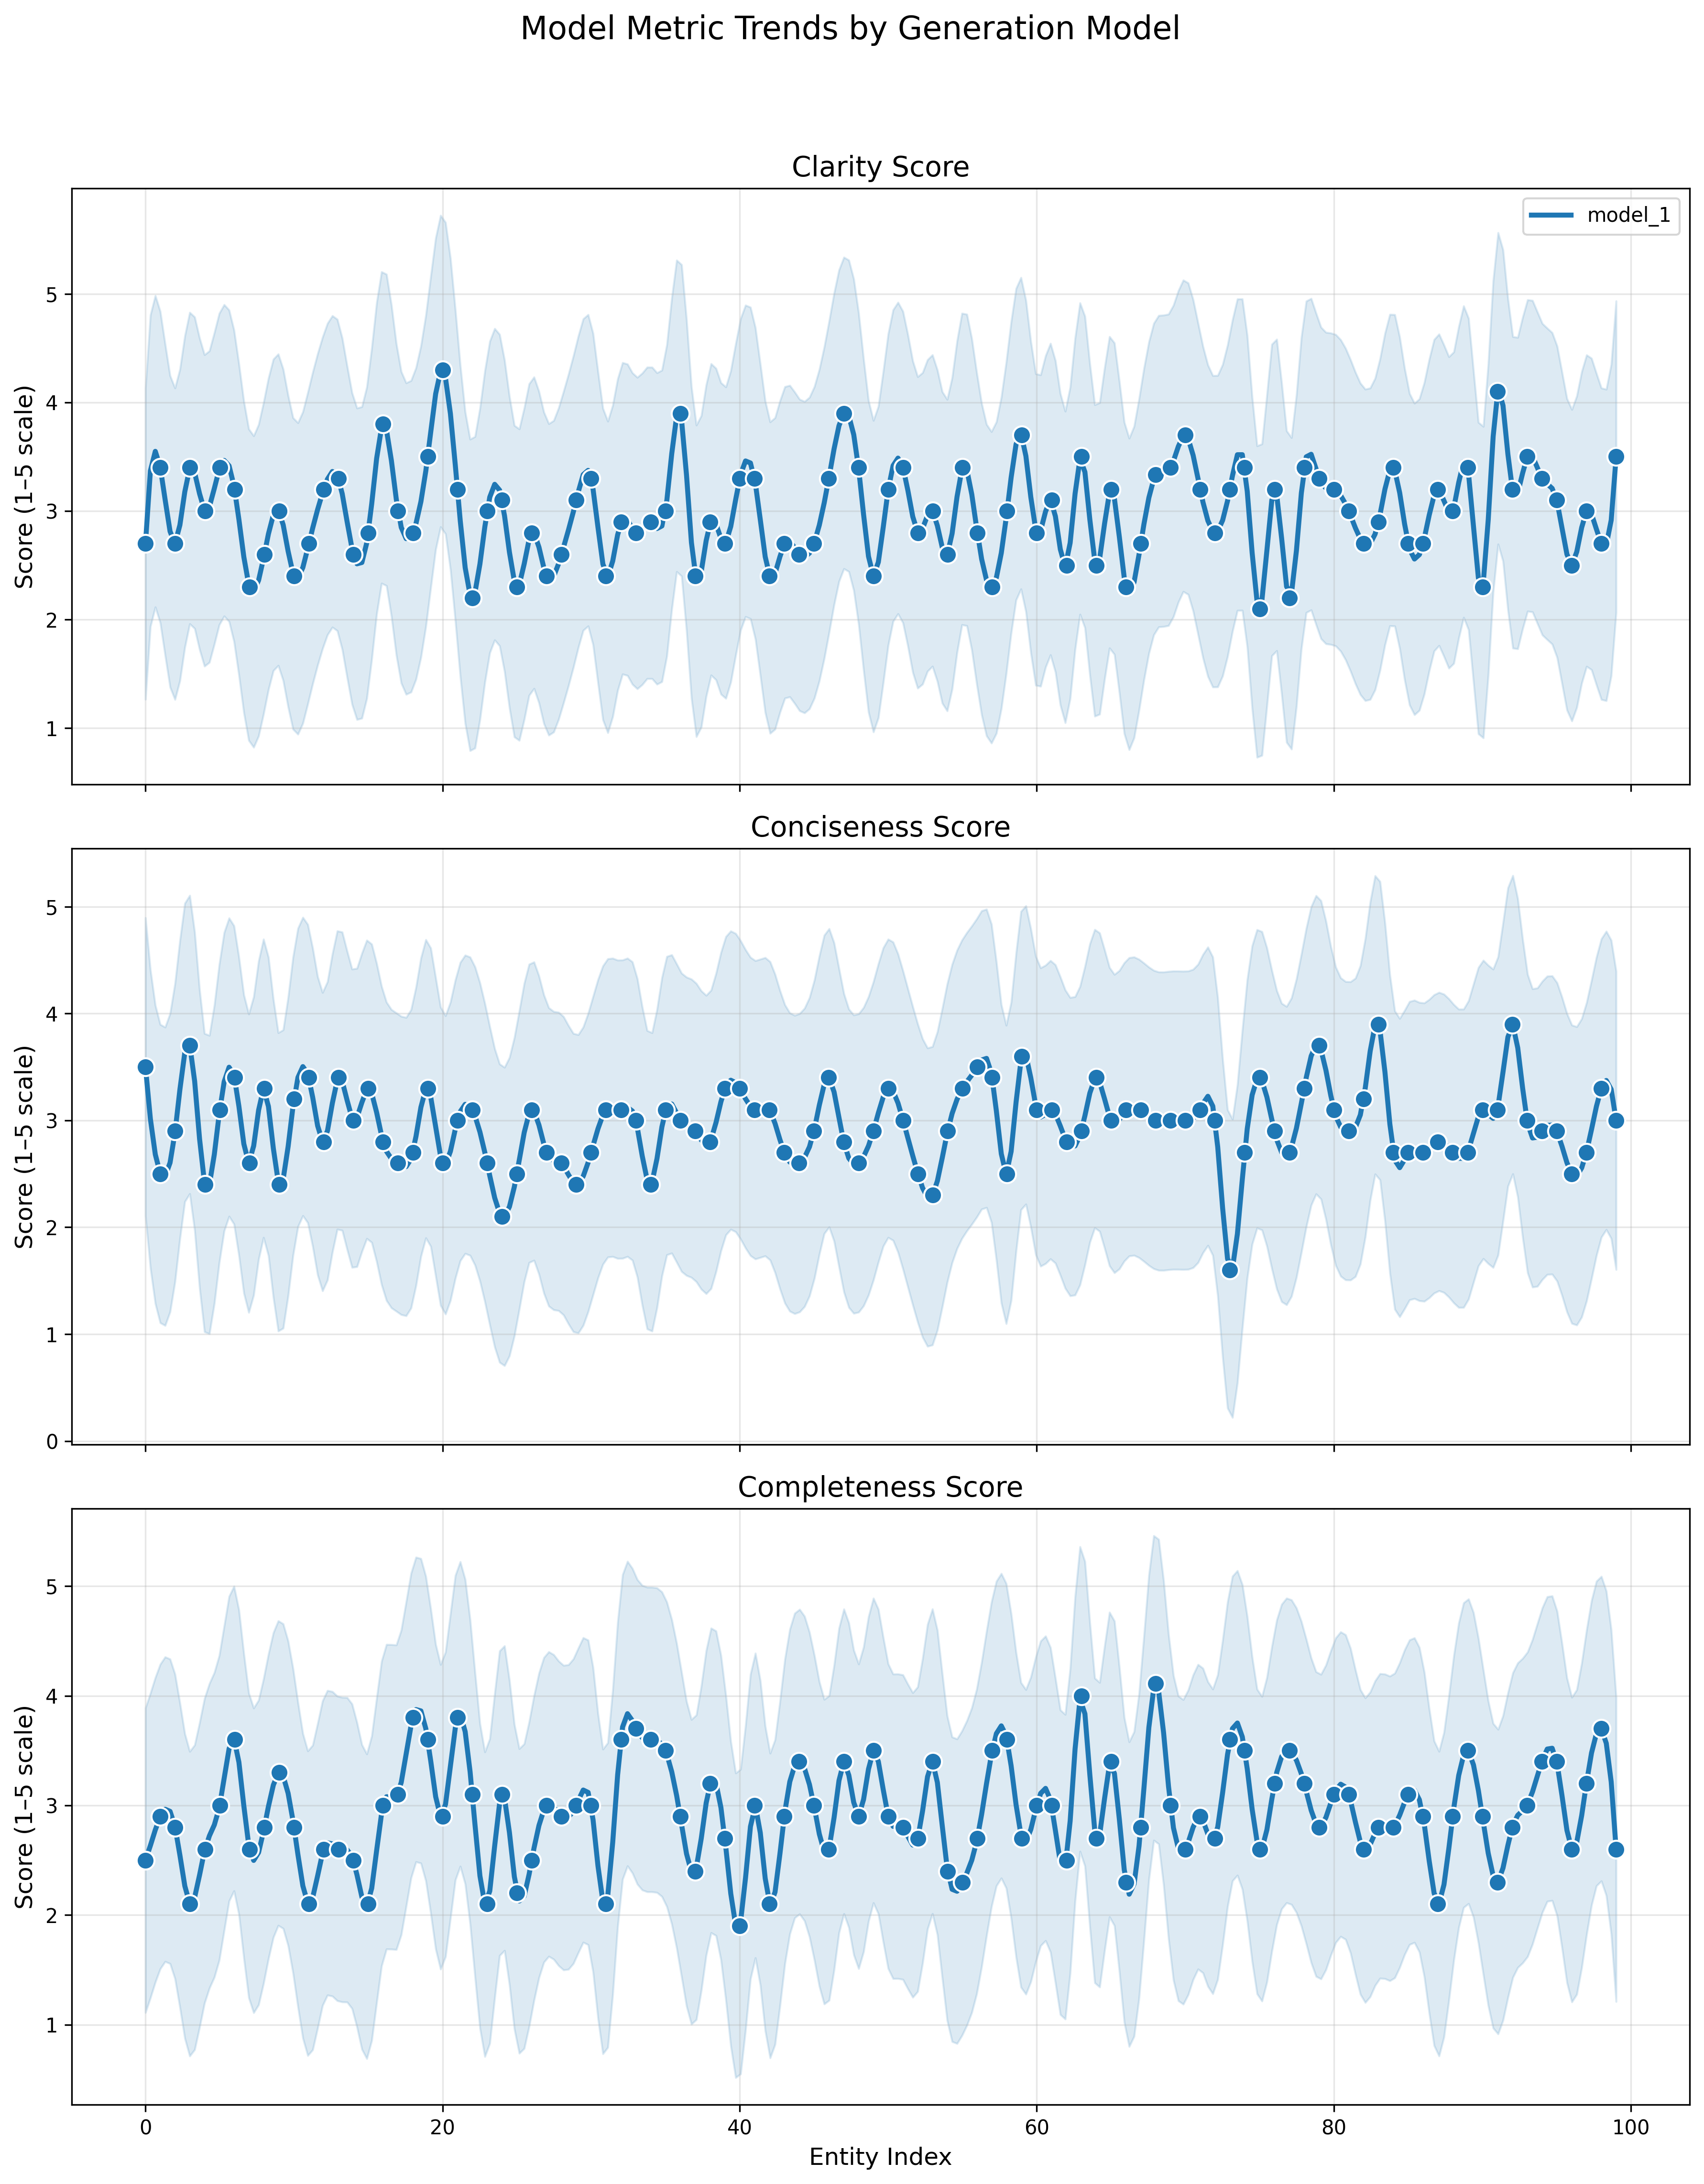 Model Metric Trends by Generation Model
Clarity Score
model_1
Score (1–5 scale)
5
4
3
2
1
Conciseness Score
Score (1–5 scale)
5
4
3
2
1
0
Completeness Score
Score (1–5 scale)
5
4
3
2
1
0 20 40 60 80 100
Entity Index